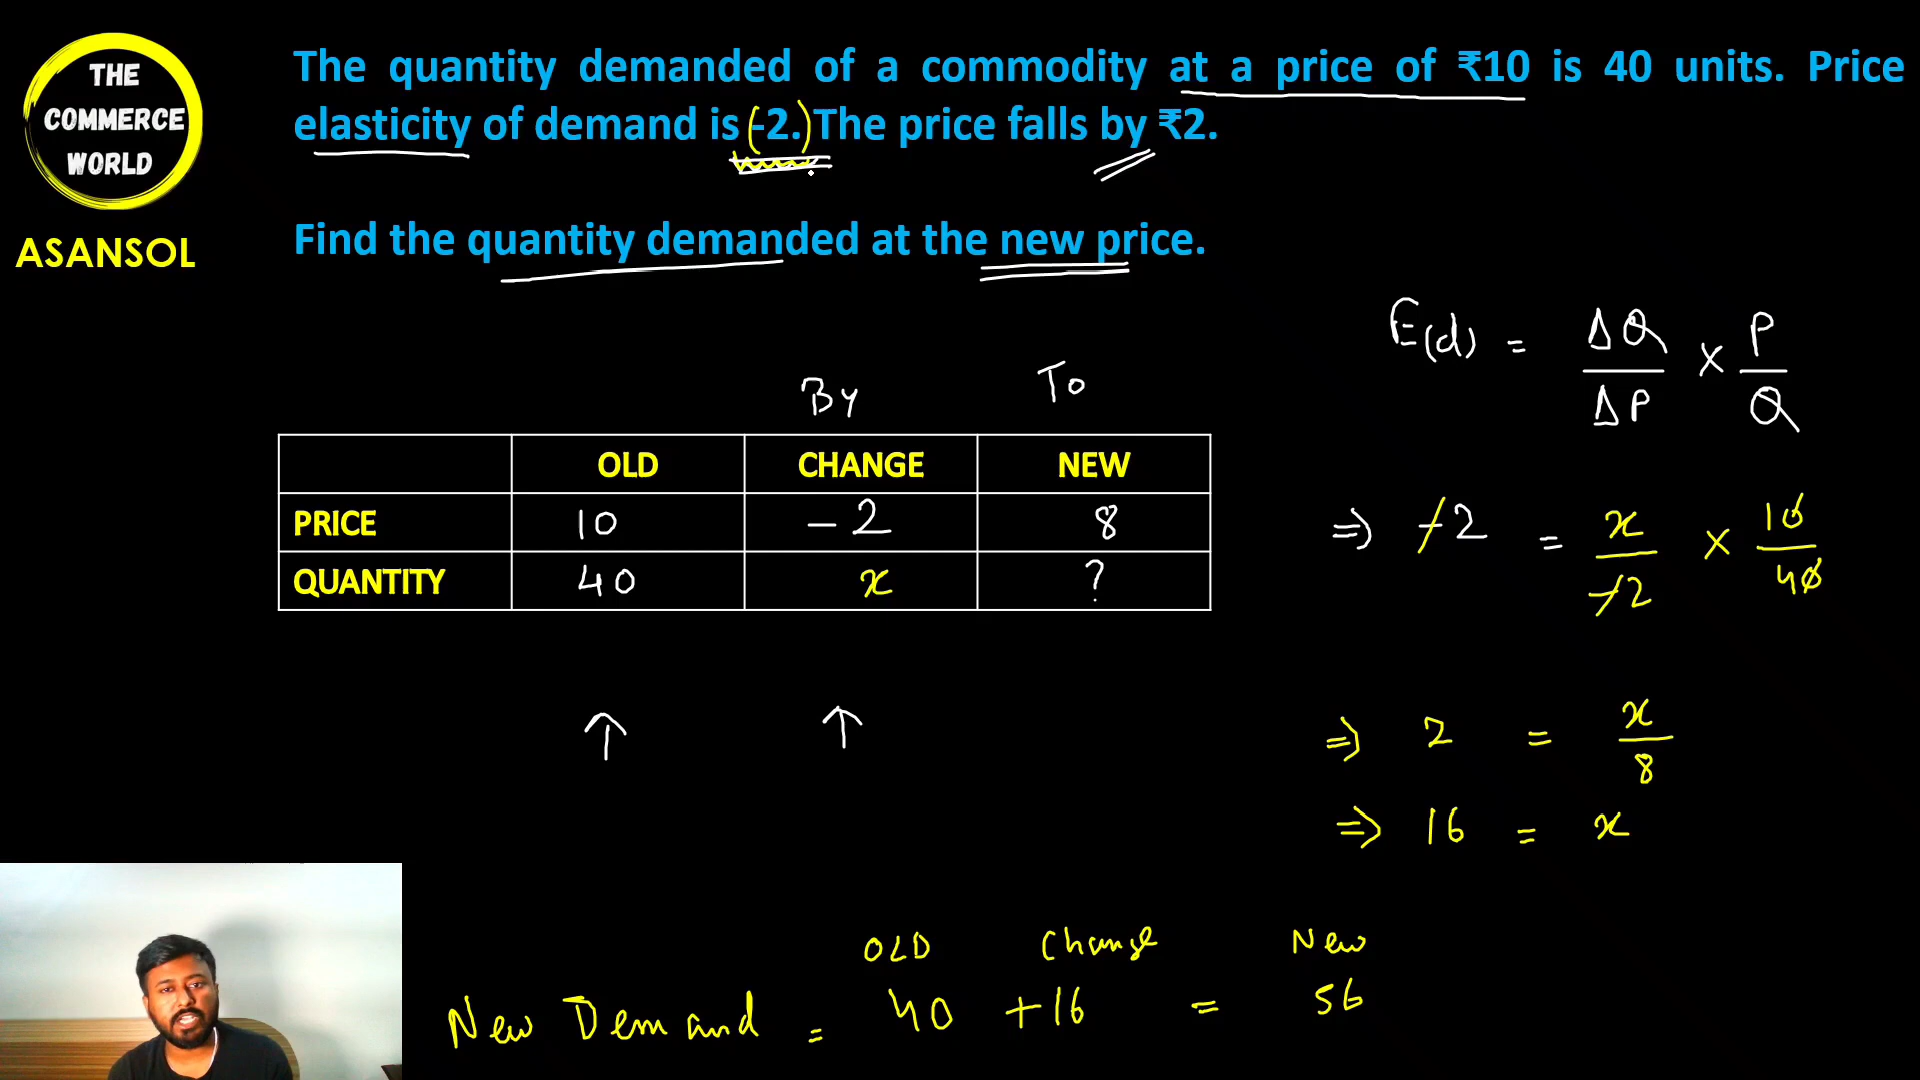 THE
COMMERCE
WORLD
ASANSOL
The quantity demanded of a commodity at a price of ₹10 is 40 units. Price
elasticity of demand is (-2.) The price falls by ₹2.
Find the quantity demanded at the new price.
E(d) = ΔQ/ΔP × P/Q
By To
OLD CHANGE NEW
PRICE 10 -2 8
QUANTITY 40 x ?
⇒ -2 = x/-2 × 10/40
⇒ 2 = x/8
⇒ 16 = x
OLD Change New
New Demand = 40 +16 = 56